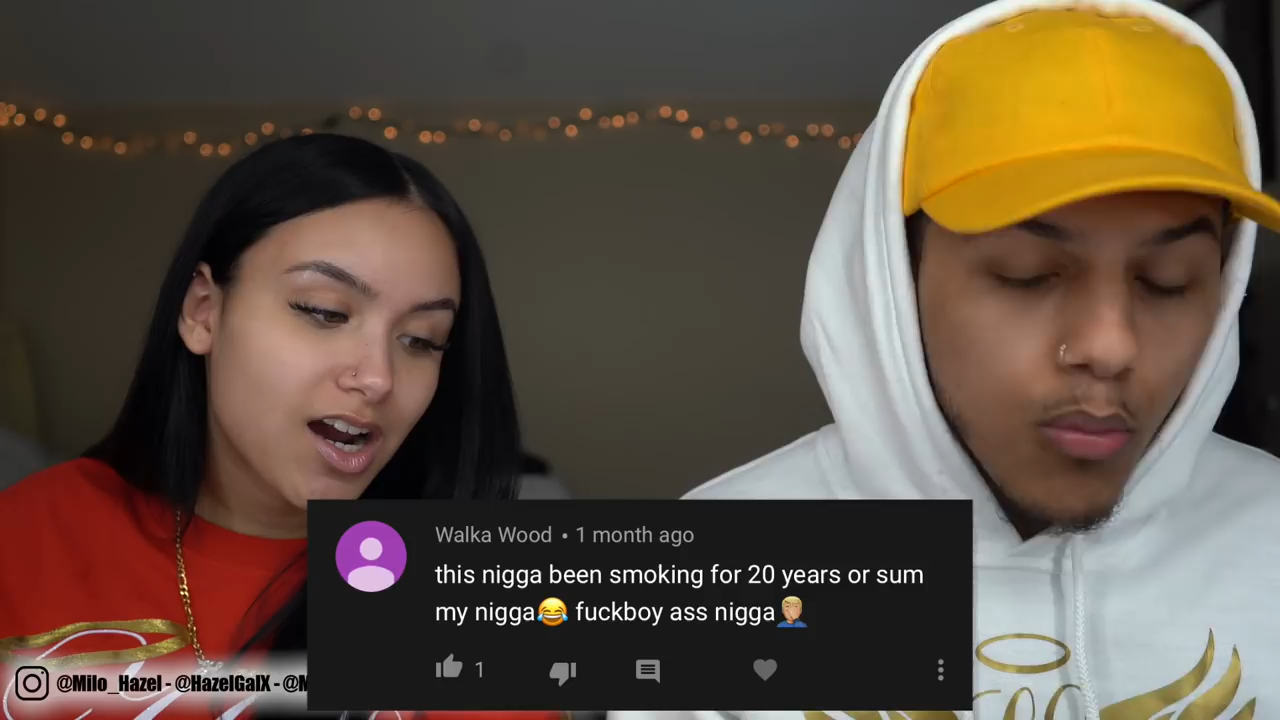 Walka Wood • 1 month ago
this nigga been smoking for 20 years or sum
my nigga😂 fuckboy ass nigga🤦🏼‍♂️
1
@Milo_Hazel - @HazelGalX - @M